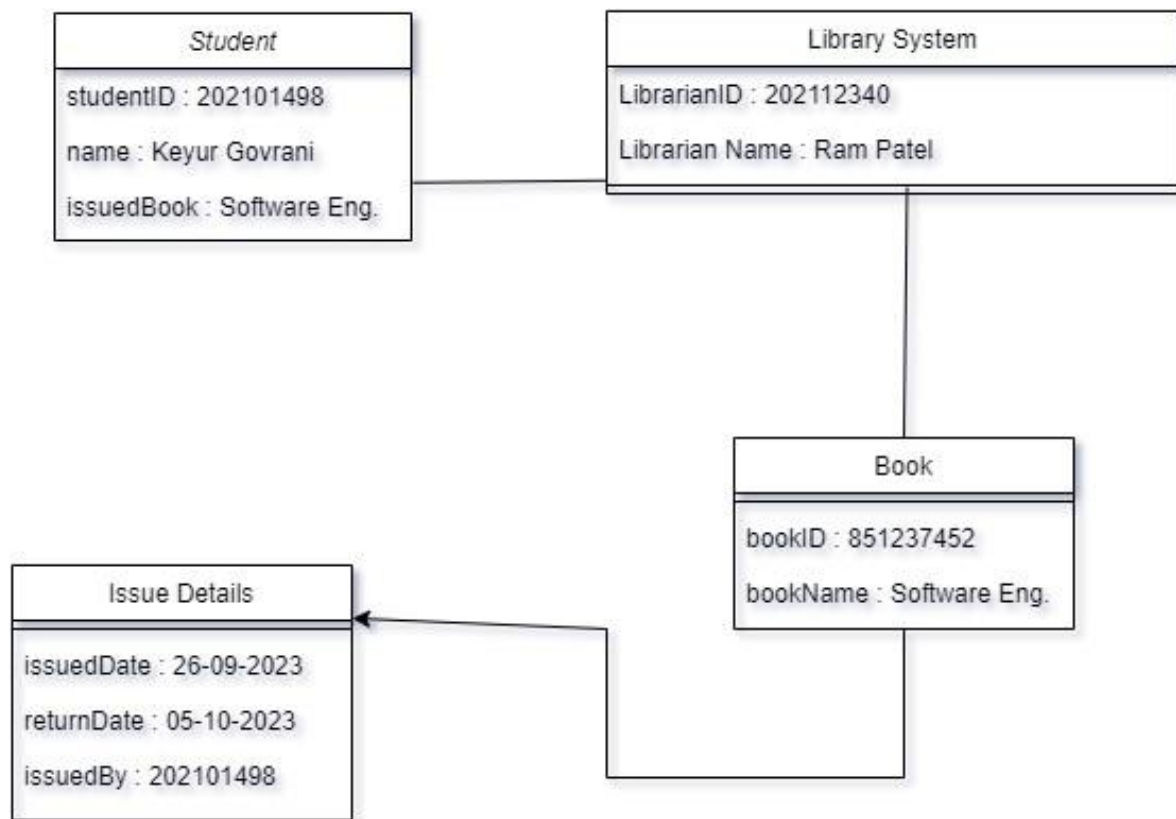 Student
studentID : 202101498
name : Keyur Govrani
issuedBook : Software Eng.
Library System
LibrarianID : 202112340
Librarian Name : Ram Patel
Book
bookID : 851237452
bookName : Software Eng.
Issue Details
issuedDate : 26-09-2023
returnDate : 05-10-2023
issuedBy : 202101498